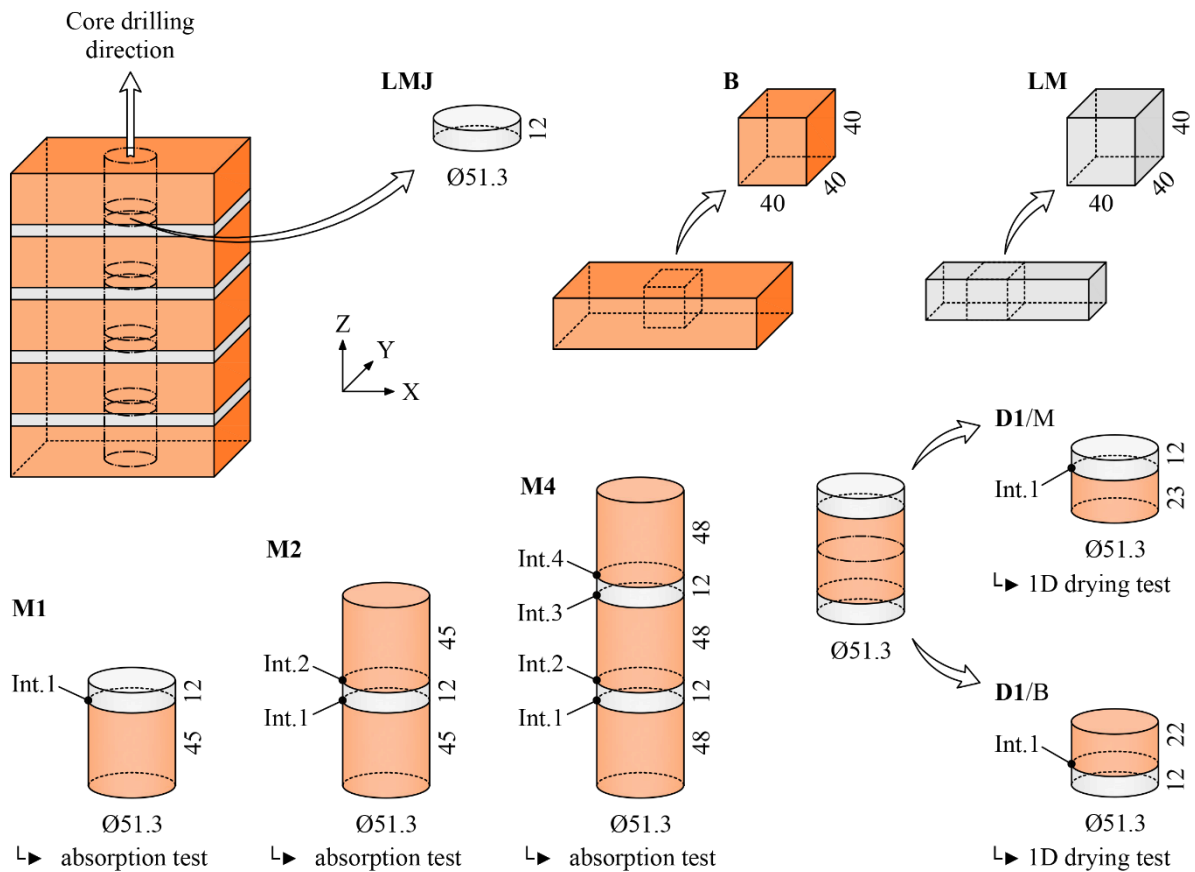 Core drilling
direction
LMJ
12
Ø51.3
B
40
40
40
LM
40
40
40
Z
Y
X
M1
Int.1
12
45
Ø51.3
└► absorption test
M2
Int.2
Int.1
45
12
45
Ø51.3
└► absorption test
M4
Int.4
Int.3
Int.2
Int.1
48
12
48
12
48
Ø51.3
└► absorption test
Ø51.3
D1/M
Int.1
12
23
Ø51.3
└► 1D drying test
D1/B
Int.1
22
12
Ø51.3
└► 1D drying test